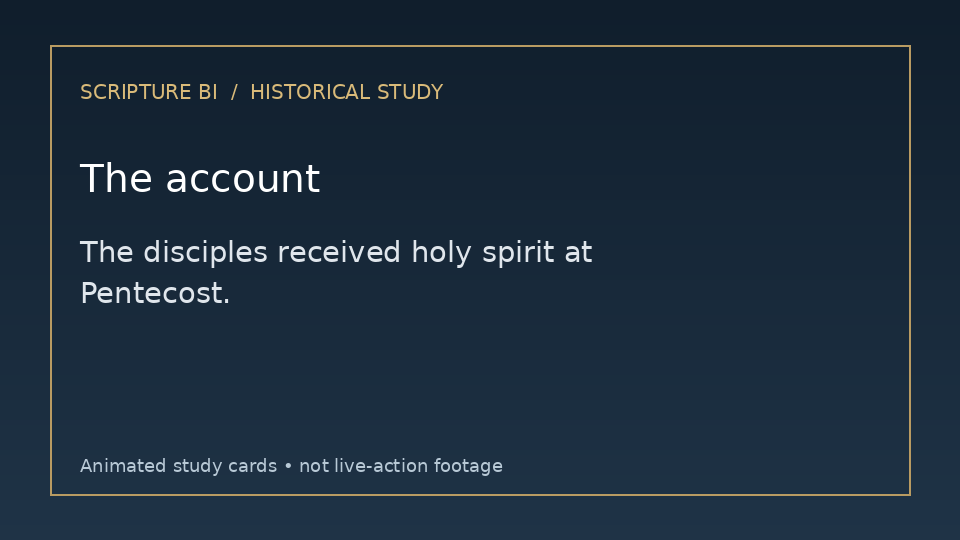 SCRIPTURE BI / HISTORICAL STUDY
The account
The disciples received holy spirit at
Pentecost.
Animated study cards • not live-action footage